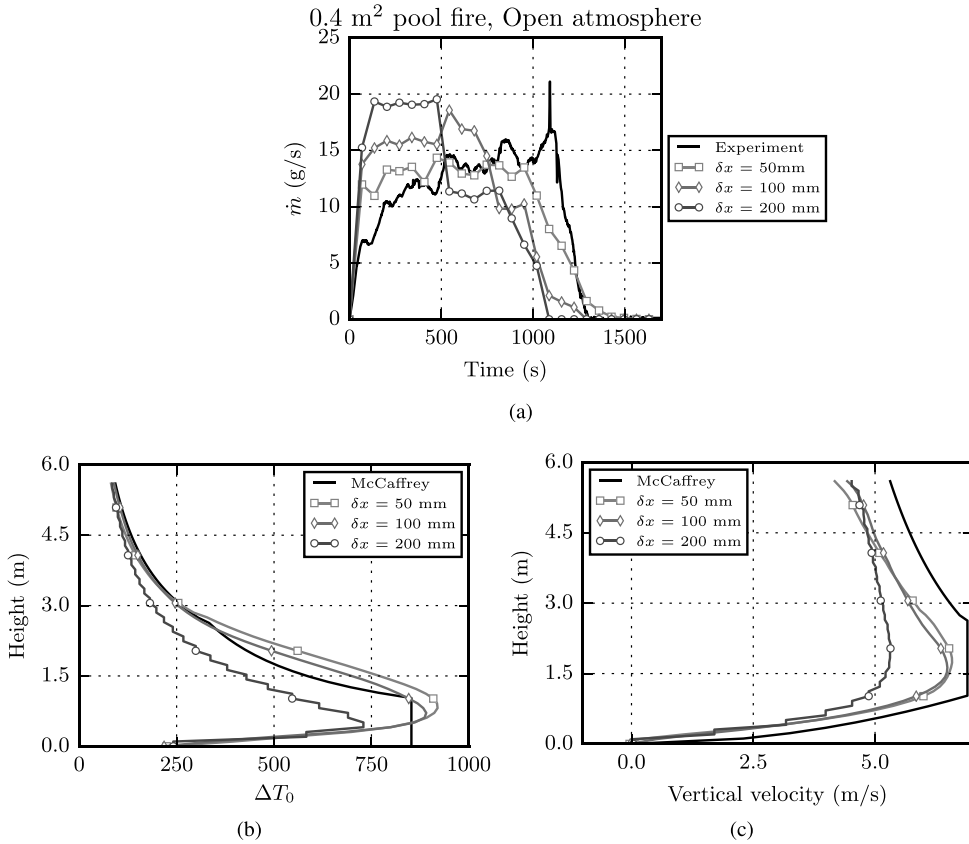 0.4 m² pool fire, Open atmosphere
25
20
15
10
5
0
ṁ (g/s)
0 500 1000 1500
Time (s)
Experiment
δx = 50mm
δx = 100 mm
δx = 200 mm
(a)
6.0
4.5
3.0
1.5
0.0
Height (m)
0 250 500 750 1000
ΔT₀
McCaffrey
δx = 50 mm
δx = 100 mm
δx = 200 mm
(b)
6.0
4.5
3.0
1.5
0.0
Height (m)
0.0 2.5 5.0
Vertical velocity (m/s)
McCaffrey
δx = 50 mm
δx = 100 mm
δx = 200 mm
(c)